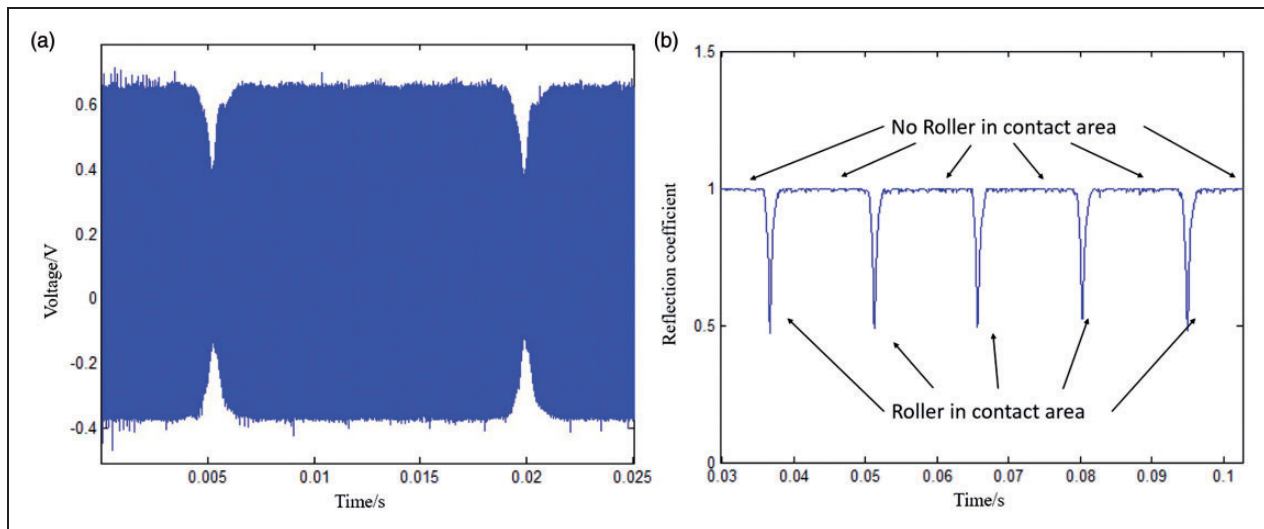 (a)
0.6
0.4
0.2
0
-0.2
-0.4
Voltage/V
0.005
0.01
0.015
0.02
0.025
Time/s
(b)
1.5
1
0.5
0
Reflection coefficient
No Roller in contact area
Roller in contact area
0.03
0.04
0.05
0.06
0.07
0.08
0.09
0.1
Time/s